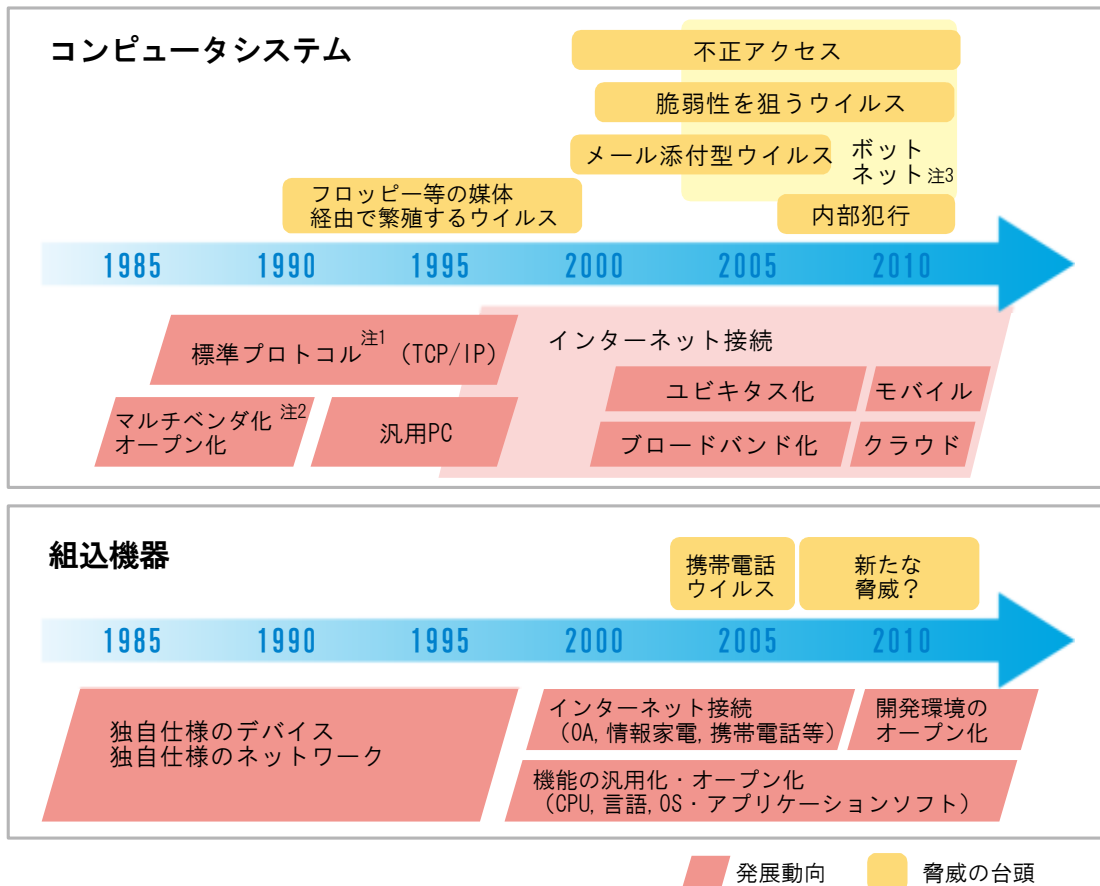 コンピュータシステム
不正アクセス
脆弱性を狙うウイルス
メール添付型ウイルス
ボット
ネット注3
フロッピー等の媒体
経由で繁殖するウイルス
内部犯行
1985 1990 1995 2000 2005 2010
標準プロトコル注1（TCP/IP）
インターネット接続
ユビキタス化
モバイル
マルチベンダ化注2
オープン化
汎用PC
ブロードバンド化
クラウド
組込機器
携帯電話
ウイルス
新たな
脅威？
1985 1990 1995 2000 2005 2010
独自仕様のデバイス
独自仕様のネットワーク
インターネット接続
（OA,情報家電,携帯電話等）
開発環境の
オープン化
機能の汎用化・オープン化
（CPU,言語,OS・アプリケーションソフト）
発展動向
脅威の台頭